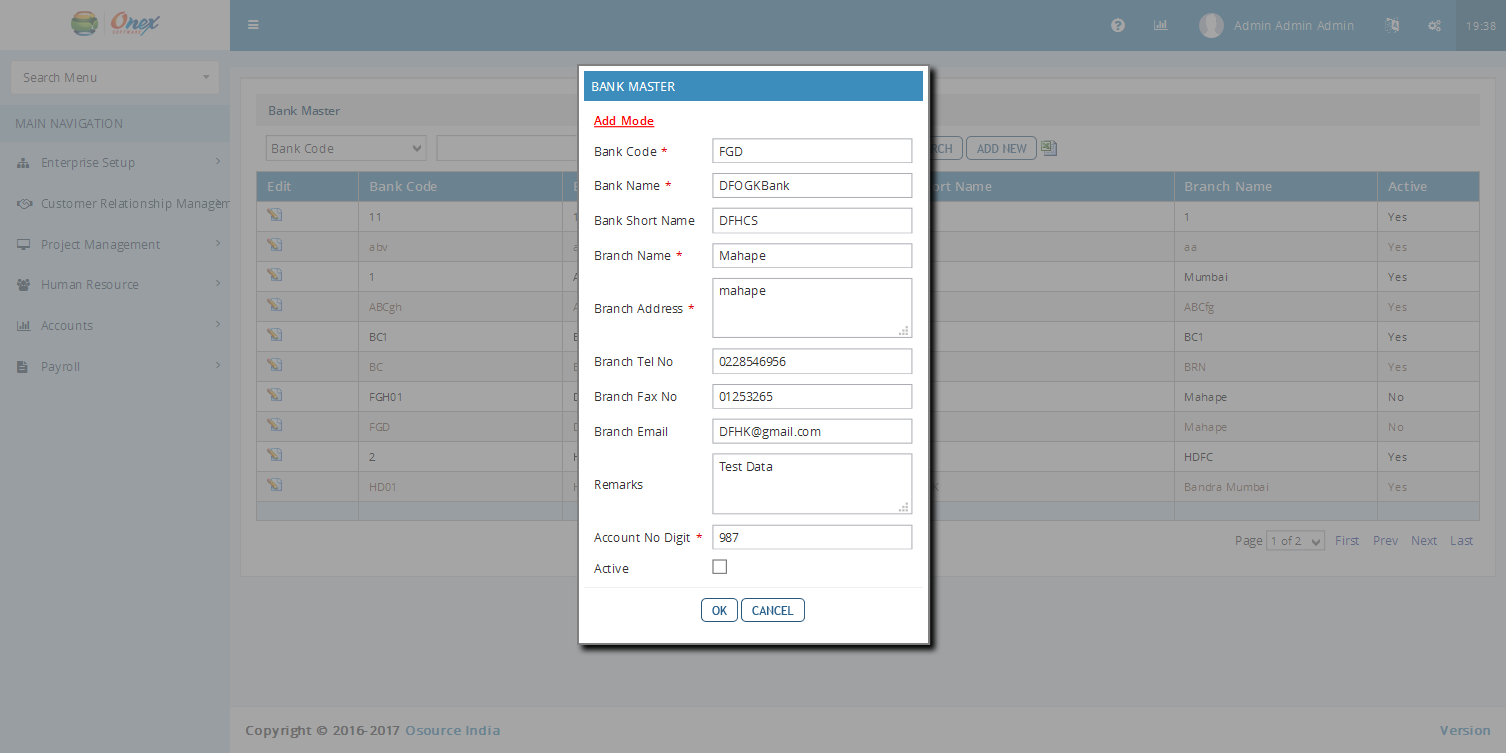 Onex
SOFTWARE
Admin Admin Admin
19:38
Search Menu
MAIN NAVIGATION
Enterprise Setup
Customer Relationship Managem
Project Management
Human Resource
Accounts
Payroll
Bank Master
Bank Code
RCH
ADD NEW
Edit Bank Code B ort Name Branch Name Active
11 1 1 Yes
abv a aa Yes
1 A Mumbai Yes
ABCgh ABCfg Yes
BC1 BC1 Yes
BC BRN Yes
FGH01 D Mahape No
FGD D Mahape No
2 H HDFC Yes
HD01 H K Bandra Mumbai Yes
Page 1 of 2 First Prev Next Last
BANK MASTER
Add Mode
Bank Code * FGD
Bank Name * DFOGKBank
Bank Short Name DFHCS
Branch Name * Mahape
Branch Address * mahape
Branch Tel No 0228546956
Branch Fax No 01253265
Branch Email DFHK@gmail.com
Remarks Test Data
Account No Digit * 987
Active
OK CANCEL
Copyright © 2016-2017 Osource India
Version